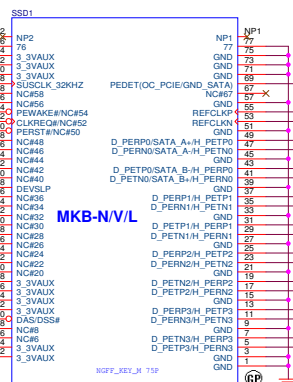 SSD1
NP2 NP1 NP1
76 77 77
3_3VAUX GND 75
3_3VAUX GND 73
3_3VAUX GND 71
SUSCLK_32KHZ PEDET(OC_PCIE/GND_SATA) 69
NC#58 NC#67 67
NC#56 GND 57
PEWAKE#/NC#54 REFCLKP 55
CLKREQ#/NC#52 REFCLKN 53
PERST#/NC#50 GND 51
NC#48 D_PERP0/SATA_A+/H_PETP0 49
NC#46 D_PERN0/SATA_A-/H_PETN0 47
NC#44 GND 45
NC#42 D_PETP0/SATA_B-/H_PERP0 43
NC#40 D_PETN0/SATA_B+/H_PERN0 41
DEVSLP GND 39
NC#36 D_PERP1/H_PETP1 37
NC#34 D_PERN1/H_PETN1 35
NC#32 GND 33
MKB-N/V/L
NC#30 D_PETP1/H_PERP1 31
NC#28 D_PETN1/H_PERN1 29
NC#26 GND 27
NC#24 D_PERP2/H_PETP2 25
NC#22 D_PERN2/H_PETN2 23
NC#20 GND 21
3_3VAUX D_PETN2/H_PERP2 19
3_3VAUX D_PETP2/H_PERN2 17
3_3VAUX GND 15
3_3VAUX D_PERP3/H_PETP3 13
DAS/DSS# D_PERN3/H_PETN3 11
NC#8 GND 9
NC#6 D_PETP3/H_PERP3 7
3_3VAUX D_PETN3/H_PERN3 5
3_3VAUX GND 3
GND 1
NGFF_KEY_M 75P
GP